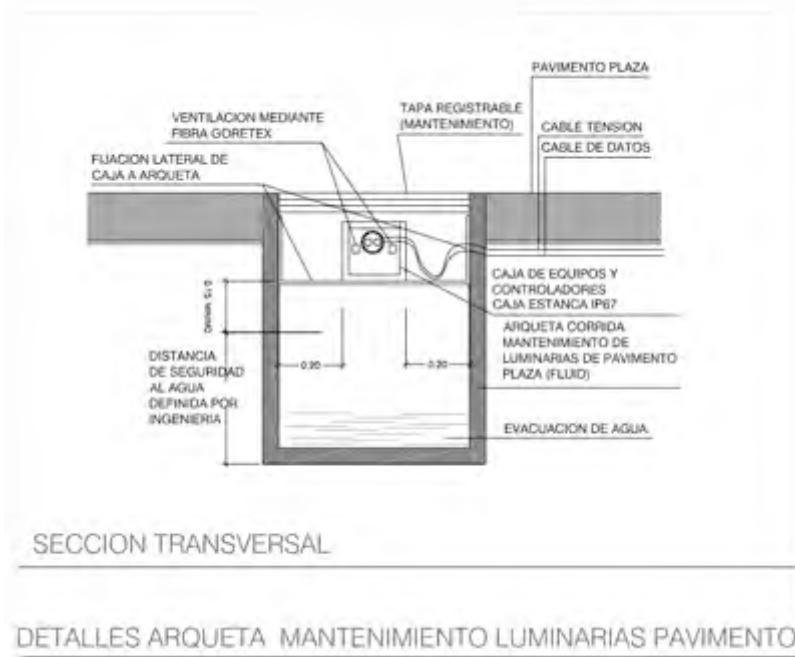 PAVIMENTO PLAZA
VENTILACION MEDIANTE
FIBRA GORETEX
TAPA REGISTRABLE
(MANTENIMIENTO)
CABLE TENSION
CABLE DE DATOS
FIJACION LATERAL DE
CAJA A ARQUETA
CAJA DE EQUIPOS Y
CONTROLADORES
CAJA ESTANCA IP67
0.15 MINIMO
ARQUETA CORRIDA
MANTENIMIENTO DE
LUMINARIAS DE PAVIMENTO
PLAZA (FLUID)
DISTANCIA
DE SEGURIDAD
AL AGUA
DEFINIDA POR
INGENIERIA
0.20
0.20
EVACUACION DE AGUA.
SECCION TRANSVERSAL
DETALLES ARQUETA MANTENIMIENTO LUMINARIAS PAVIMENTO